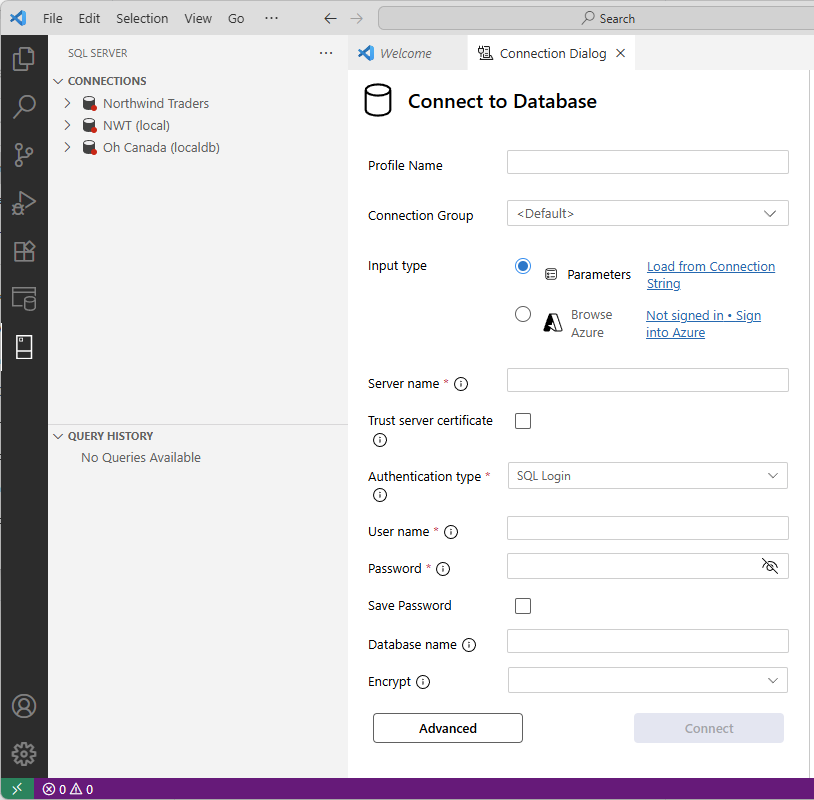 File Edit Selection View Go ··· Search
SQL SERVER ···
Welcome
Connection Dialog
CONNECTIONS
Northwind Traders
NWT (local)
Oh Canada (localdb)
QUERY HISTORY
No Queries Available
Connect to Database
Profile Name
Connection Group <Default>
Input type
Parameters
Load from Connection
String
Browse
Azure
Not signed in • Sign
into Azure
Server name *
Trust server certificate
Authentication type * SQL Login
User name *
Password *
Save Password
Database name
Encrypt
Advanced Connect
0 0